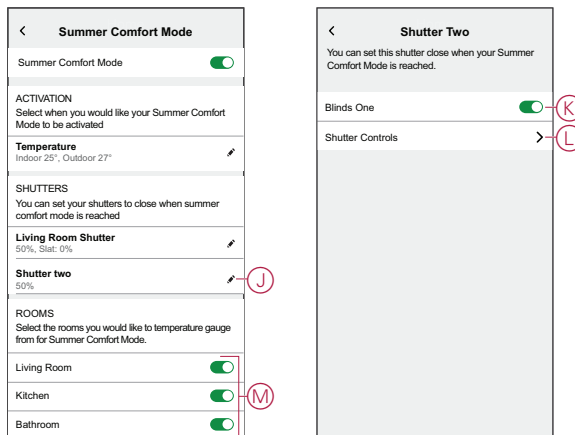 Summer Comfort Mode
Summer Comfort Mode
ACTIVATION
Select when you would like your Summer Comfort
Mode to be activated
Temperature
Indoor 25°, Outdoor 27°
SHUTTERS
You can set your shutters to close when summer
comfort mode is reached
Living Room Shutter
50%, Slat: 0%
Shutter two
50%
J
ROOMS
Select the rooms you would like to temperature gauge
from for Summer Comfort Mode.
Living Room
Kitchen
M
Bathroom
Shutter Two
You can set this shutter close when your Summer
Comfort Mode is reached.
Blinds One
K
Shutter Controls
L